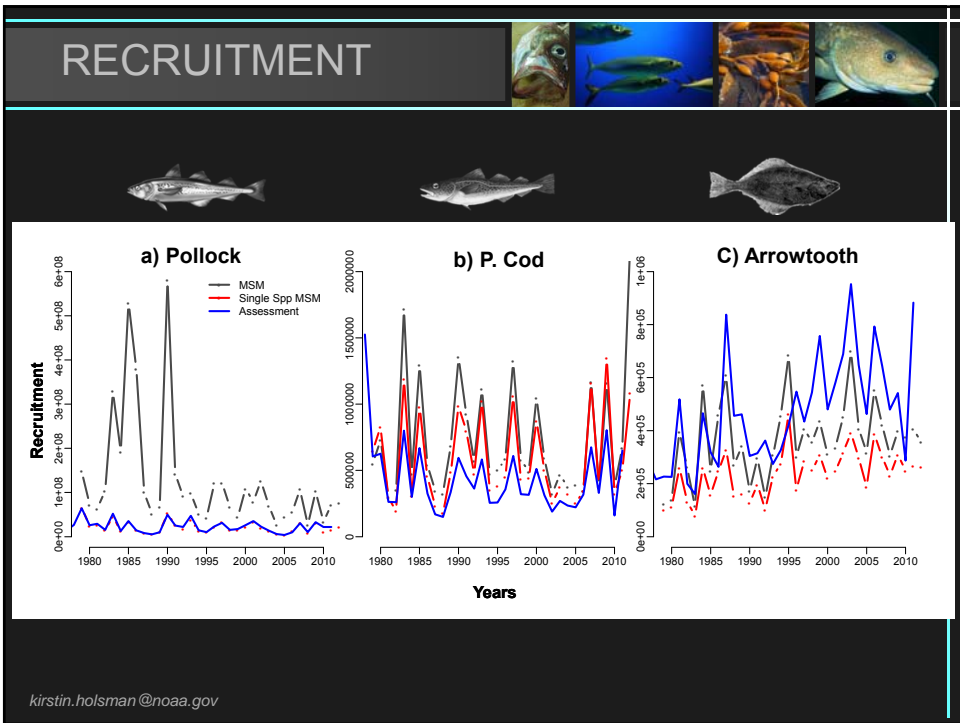 RECRUITMENT
a) Pollock
b) P. Cod
C) Arrowtooth
MSM
Single Spp MSM
Assessment
Recruitment
0e+00 1e+08 2e+08 3e+08 4e+08 5e+08 6e+08
1980 1985 1990 1995 2000 2005 2010
0 500000 1000000 1500000 2000000
1980 1985 1990 1995 2000 2005 2010
0e+00 2e+05 4e+05 6e+05 8e+05 1e+06
1980 1985 1990 1995 2000 2005 2010
Years
kirstin.holsman@noaa.gov